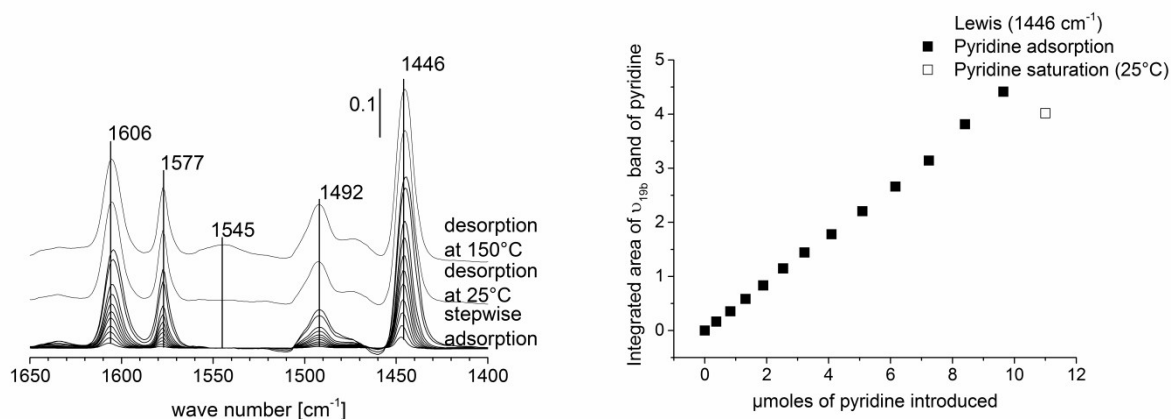 1446
0.1
1606
1577
1492
1545
desorption
at 150°C
desorption
at 25°C
stepwise
adsorption
1650 1600 1550 1500 1450 1400
wave number [cm⁻¹]
Lewis (1446 cm⁻¹)
Pyridine adsorption
Pyridine saturation (25°C)
Integrated area of υ₁₉b band of pyridine
5
4
3
2
1
0
0 2 4 6 8 10 12
µmoles of pyridine introduced